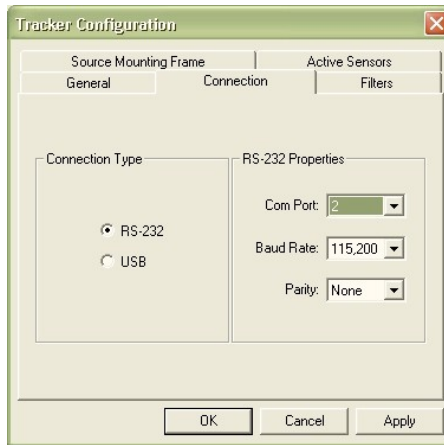 Tracker Configuration
Source Mounting Frame Active Sensors
General Connection Filters
Connection Type RS-232 Properties
Com Port: 2
RS-232
Baud Rate: 115,200
USB
Parity: None
OK Cancel Apply